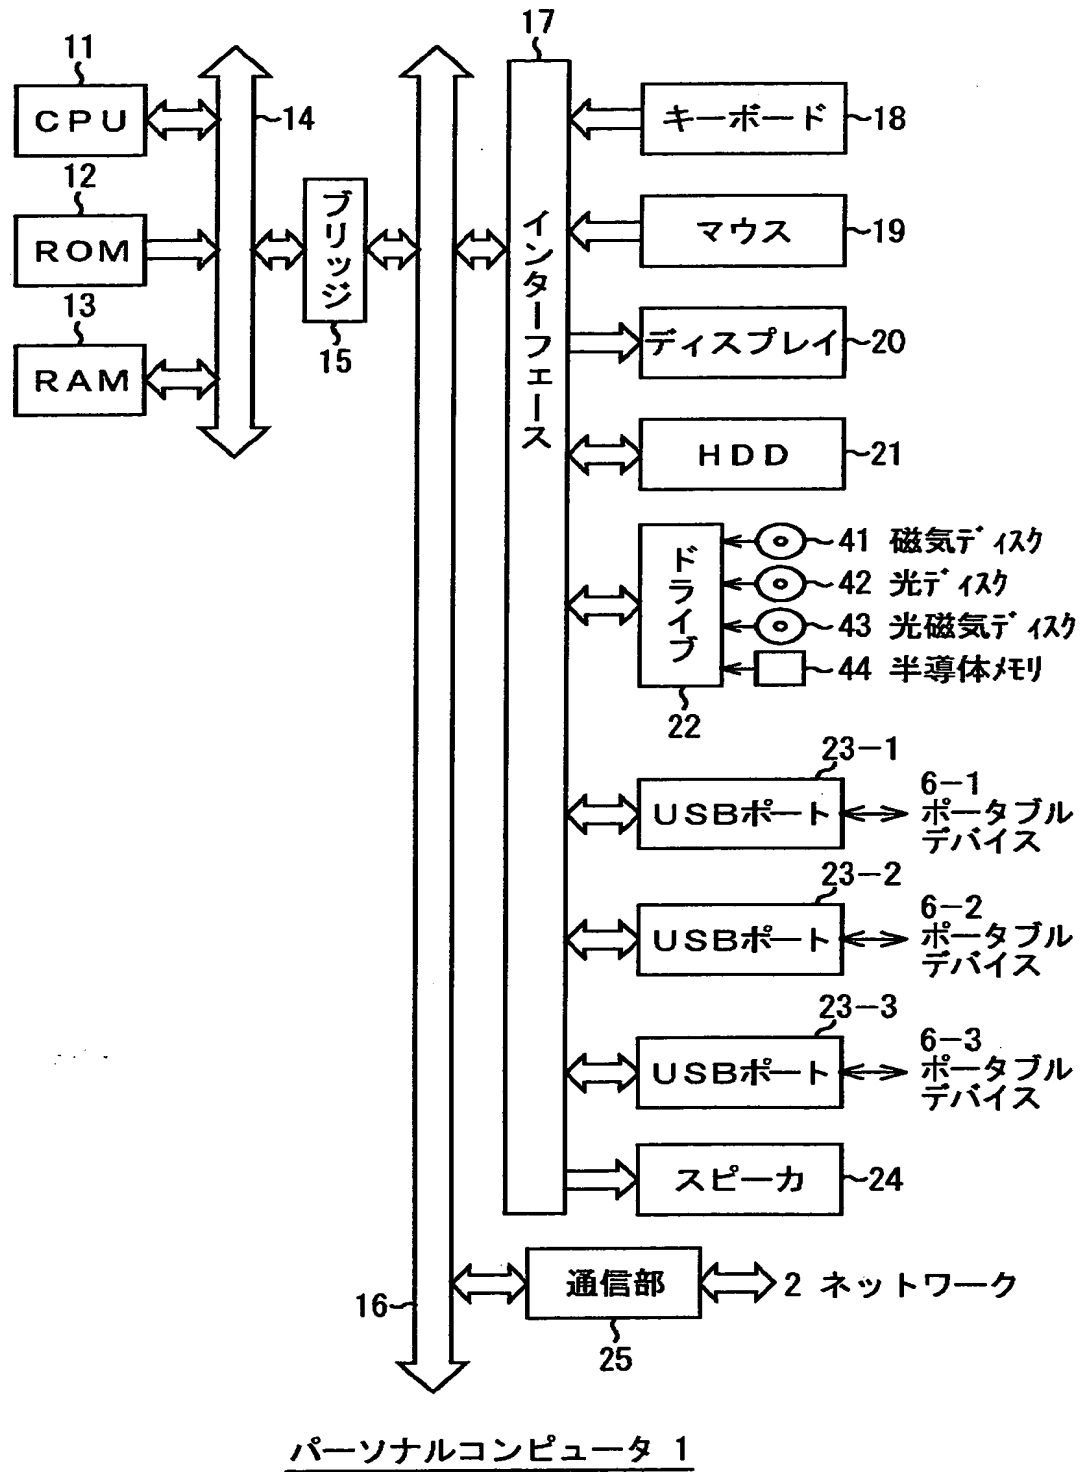 11
CPU
12
ROM
13
RAM
14
ブリッジ
15
16
17
インターフェース
キーボード 18
マウス 19
ディスプレイ 20
HDD 21
ドライブ
22
41 磁気ディスク
42 光ディスク
43 光磁気ディスク
44 半導体メモリ
23-1
USBポート
6-1
ポータブル
デバイス
23-2
USBポート
6-2
ポータブル
デバイス
23-3
USBポート
6-3
ポータブル
デバイス
スピーカ 24
通信部
25
2 ネットワーク
パーソナルコンピュータ 1